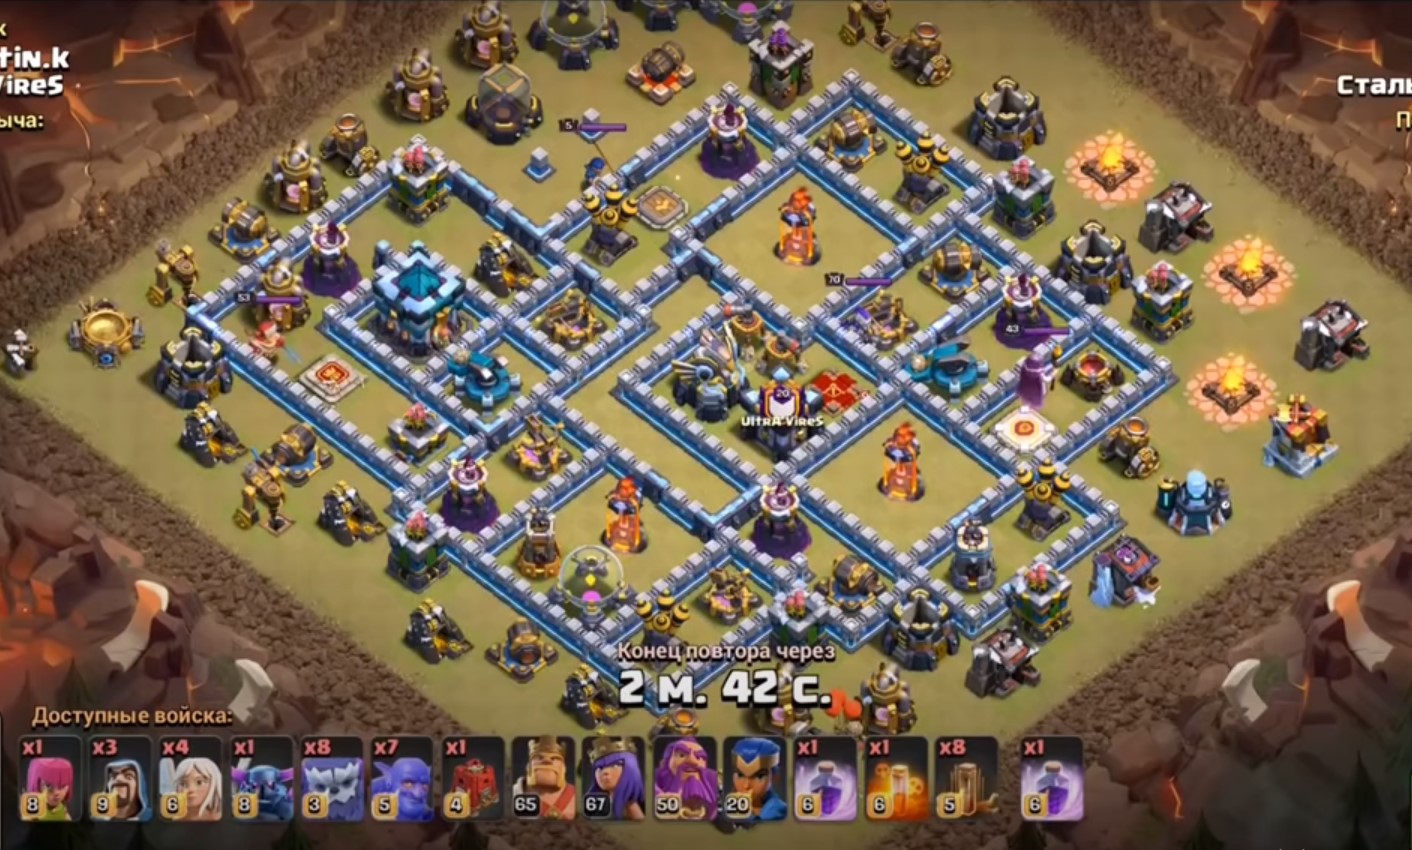 к
tin.k
VireS
ыча:
Сталь
П
5
53
70
43
20
UltrA VireS
Конец повтора через
2 м. 42 с.
Доступные войска:
x1 x3 x4 x1 x8 x7 x1 x1 x1 x8 x1
8 9 6 8 3 5 4 65 67 50 20 6 6 5 6